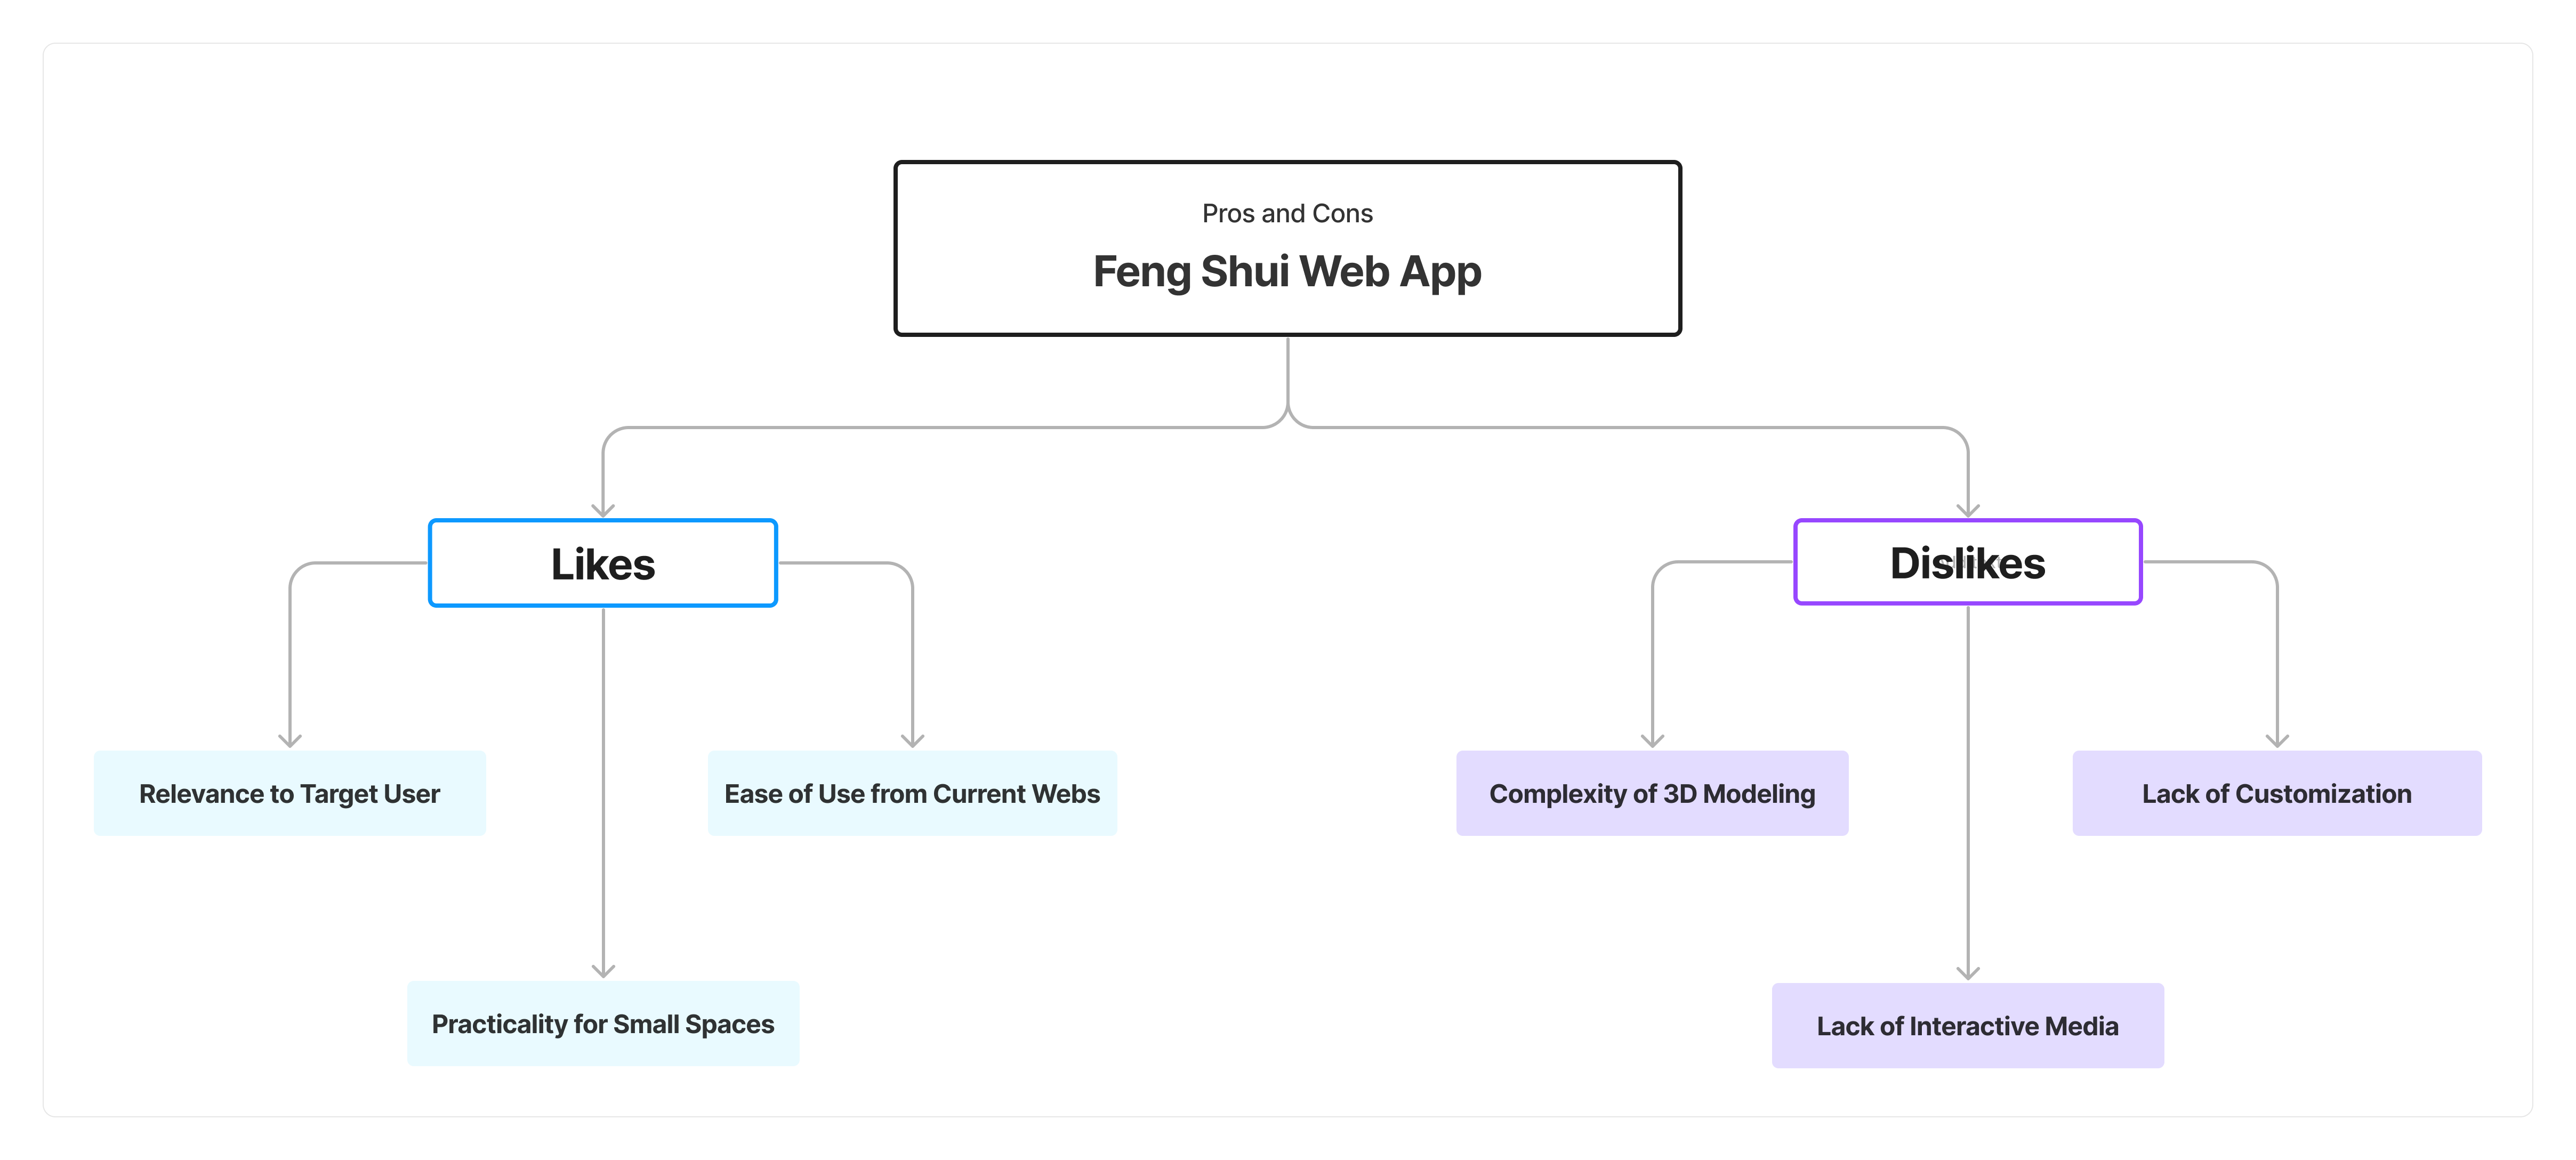 Pros and Cons
Feng Shui Web App
Likes
Dislikes
Relevance to Target User
Ease of Use from Current Webs
Complexity of 3D Modeling
Lack of Customization
Practicality for Small Spaces
Lack of Interactive Media